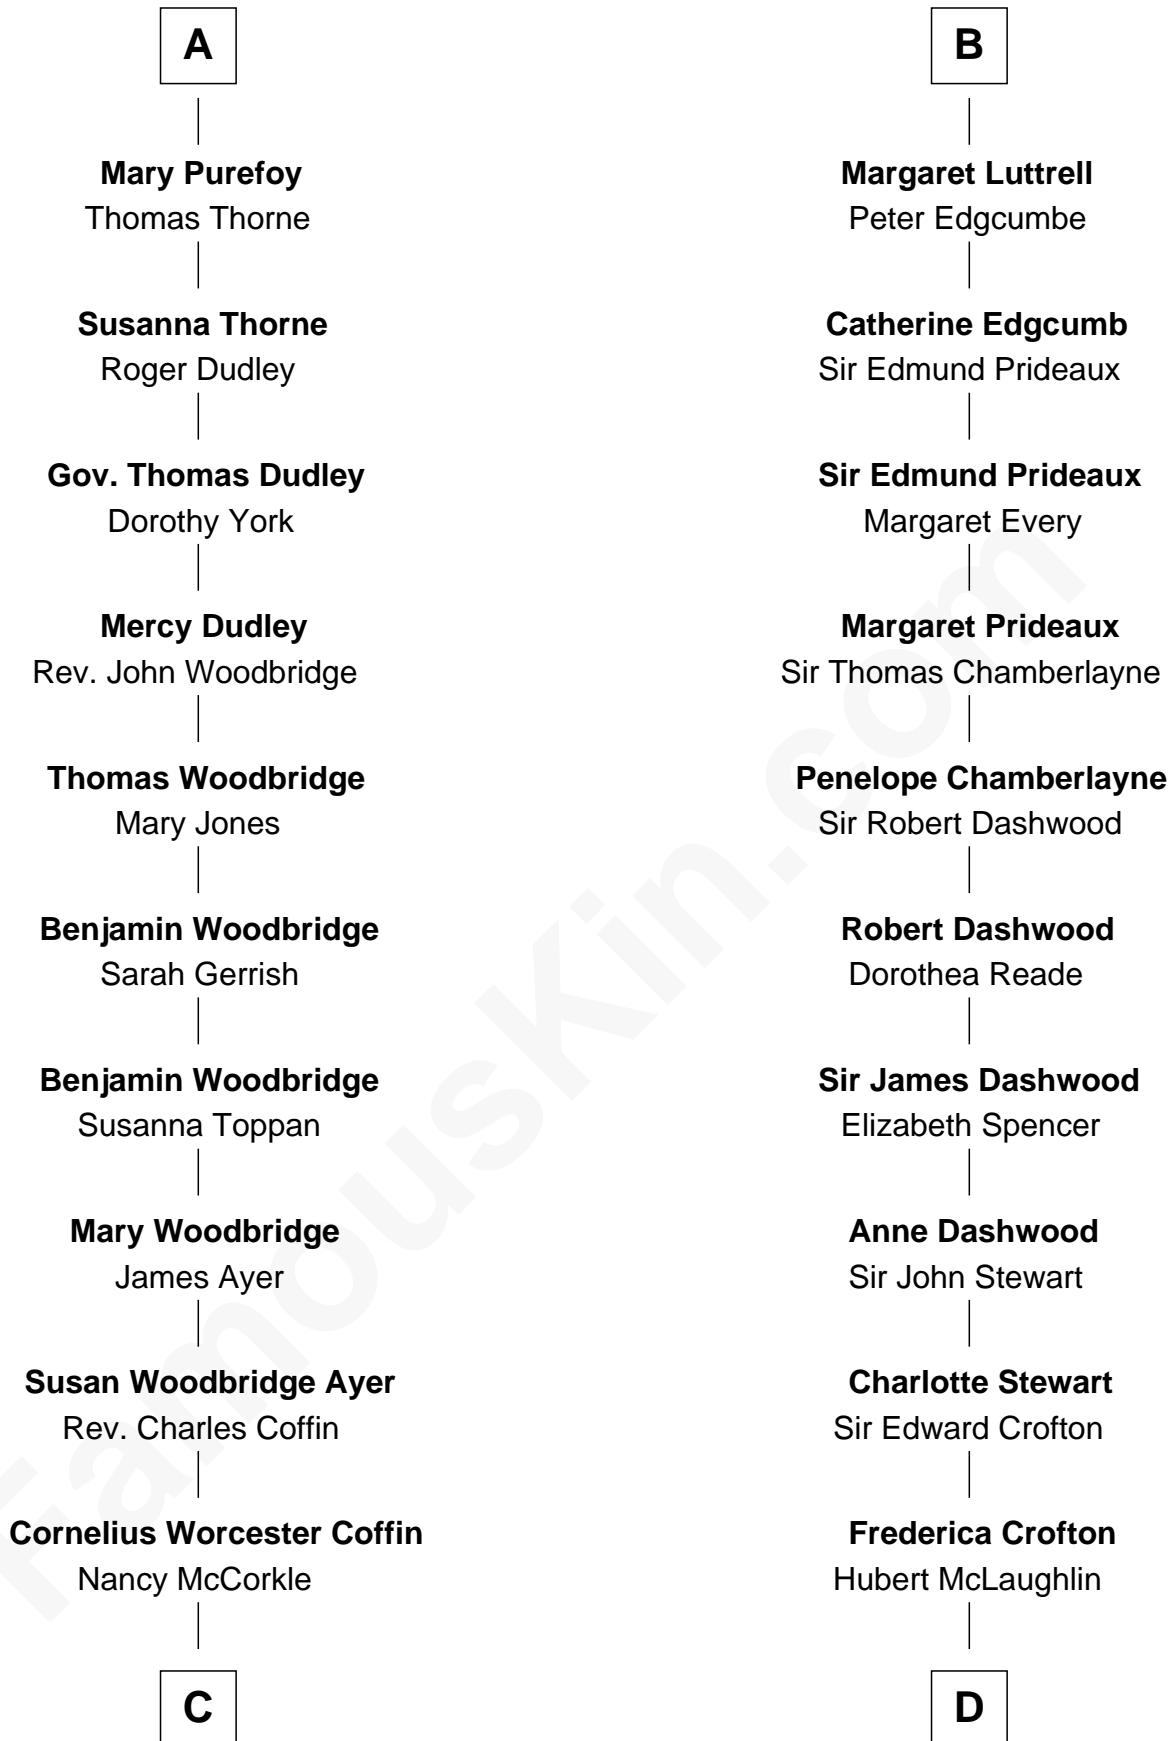 A
Mary Purefoy
Thomas Thorne
Susanna Thorne
Roger Dudley
Gov. Thomas Dudley
Dorothy York
Mercy Dudley
Rev. John Woodbridge
Thomas Woodbridge
Mary Jones
Benjamin Woodbridge
Sarah Gerrish
Benjamin Woodbridge
Susanna Toppan
Mary Woodbridge
James Ayer
Susan Woodbridge Ayer
Rev. Charles Coffin
Cornelius Worcester Coffin
Nancy McCorkle
C
B
Margaret Luttrell
Peter Edgcumbe
Catherine Edgcumb
Sir Edmund Prideaux
Sir Edmund Prideaux
Margaret Every
Margaret Prideaux
Sir Thomas Chamberlayne
Penelope Chamberlayne
Sir Robert Dashwood
Robert Dashwood
Dorothea Reade
Sir James Dashwood
Elizabeth Spencer
Anne Dashwood
Sir John Stewart
Charlotte Stewart
Sir Edward Crofton
Frederica Crofton
Hubert McLaughlin
D
FamousKin.com